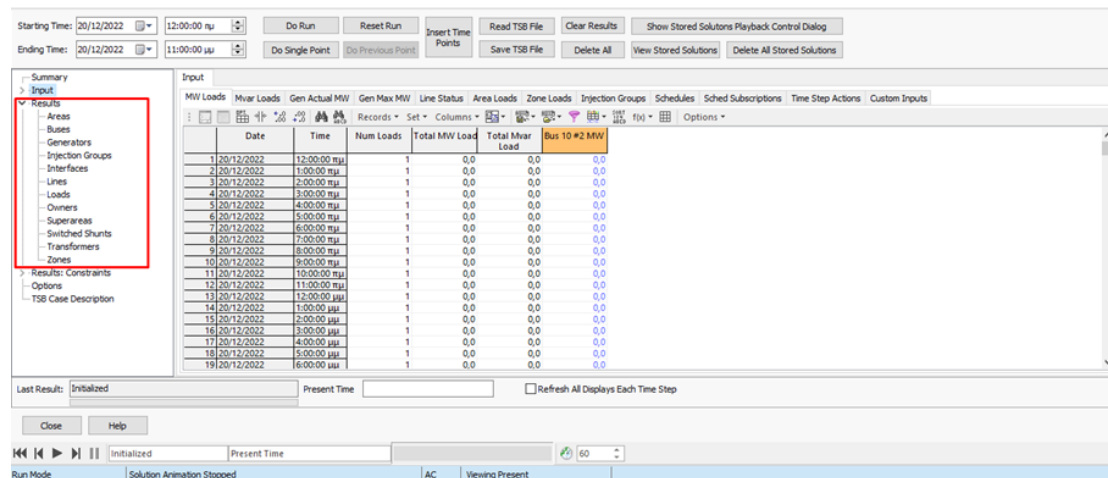 Starting Time: 20/12/2022 12:00:00 πμ Do Run Reset Run Insert Time Points Read TSB File Clear Results Show Stored Solutons Playback Control Dialog
Ending Time: 20/12/2022 11:00:00 μμ Do Single Point Do Previous Point Save TSB File Delete All View Stored Solutions Delete All Stored Solutions
Summary
Input
Results
Areas
Buses
Generators
Injection Groups
Interfaces
Lines
Loads
Owners
Superareas
Switched Shunts
Transformers
Zones
Results: Constraints
Options
TSB Case Description
Input
MW Loads Mvar Loads Gen Actual MW Gen Max MW Line Status Area Loads Zone Loads Injection Groups Schedules Sched Subscriptions Time Step Actions Custom Inputs
Records Set Columns f(x) Options
Date Time Num Loads Total MW Load Total Mvar Load Bus 10 #2 MW
1 20/12/2022 12:00:00 πμ 1 0,0 0,0 0,0
2 20/12/2022 1:00:00 πμ 1 0,0 0,0 0,0
3 20/12/2022 2:00:00 πμ 1 0,0 0,0 0,0
4 20/12/2022 3:00:00 πμ 1 0,0 0,0 0,0
5 20/12/2022 4:00:00 πμ 1 0,0 0,0 0,0
6 20/12/2022 5:00:00 πμ 1 0,0 0,0 0,0
7 20/12/2022 6:00:00 πμ 1 0,0 0,0 0,0
8 20/12/2022 7:00:00 πμ 1 0,0 0,0 0,0
9 20/12/2022 8:00:00 πμ 1 0,0 0,0 0,0
10 20/12/2022 9:00:00 πμ 1 0,0 0,0 0,0
11 20/12/2022 10:00:00 πμ 1 0,0 0,0 0,0
12 20/12/2022 11:00:00 πμ 1 0,0 0,0 0,0
13 20/12/2022 12:00:00 μμ 1 0,0 0,0 0,0
14 20/12/2022 1:00:00 μμ 1 0,0 0,0 0,0
15 20/12/2022 2:00:00 μμ 1 0,0 0,0 0,0
16 20/12/2022 3:00:00 μμ 1 0,0 0,0 0,0
17 20/12/2022 4:00:00 μμ 1 0,0 0,0 0,0
18 20/12/2022 5:00:00 μμ 1 0,0 0,0 0,0
19 20/12/2022 6:00:00 μμ 1 0,0 0,0 0,0
Last Result: Initialized Present Time Refresh All Displays Each Time Step
Close Help
Initialized Present Time 60
Run Mode Solution Animation Stopped AC Viewing Present